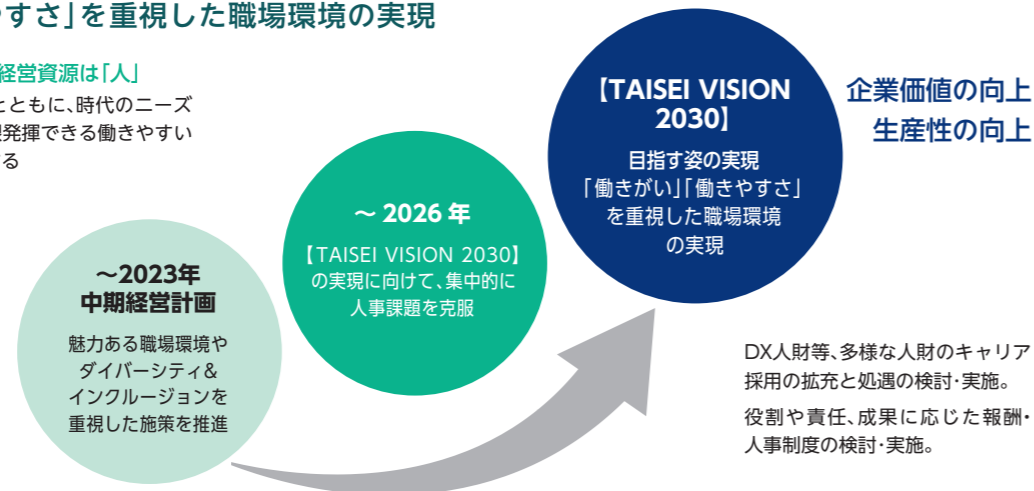 やすさ」を重視した職場環境の実現
経営資源は「人」
とともに、時代のニーズ
発揮できる働きやすい
る
～2023年
中期経営計画
魅力ある職場環境や
ダイバーシティ&
インクルージョンを
重視した施策を推進
～ 2026 年
【TAISEI VISION 2030】
の実現に向けて、集中的に
人事課題を克服
【TAISEI VISION
2030】
目指す姿の実現
「働きがい」「働きやすさ」
を重視した職場環境
の実現
企業価値の向上
生産性の向上
DX人財等、多様な人財のキャリア
採用の拡充と処遇の検討・実施。
役割や責任、成果に応じた報酬・
人事制度の検討・実施。